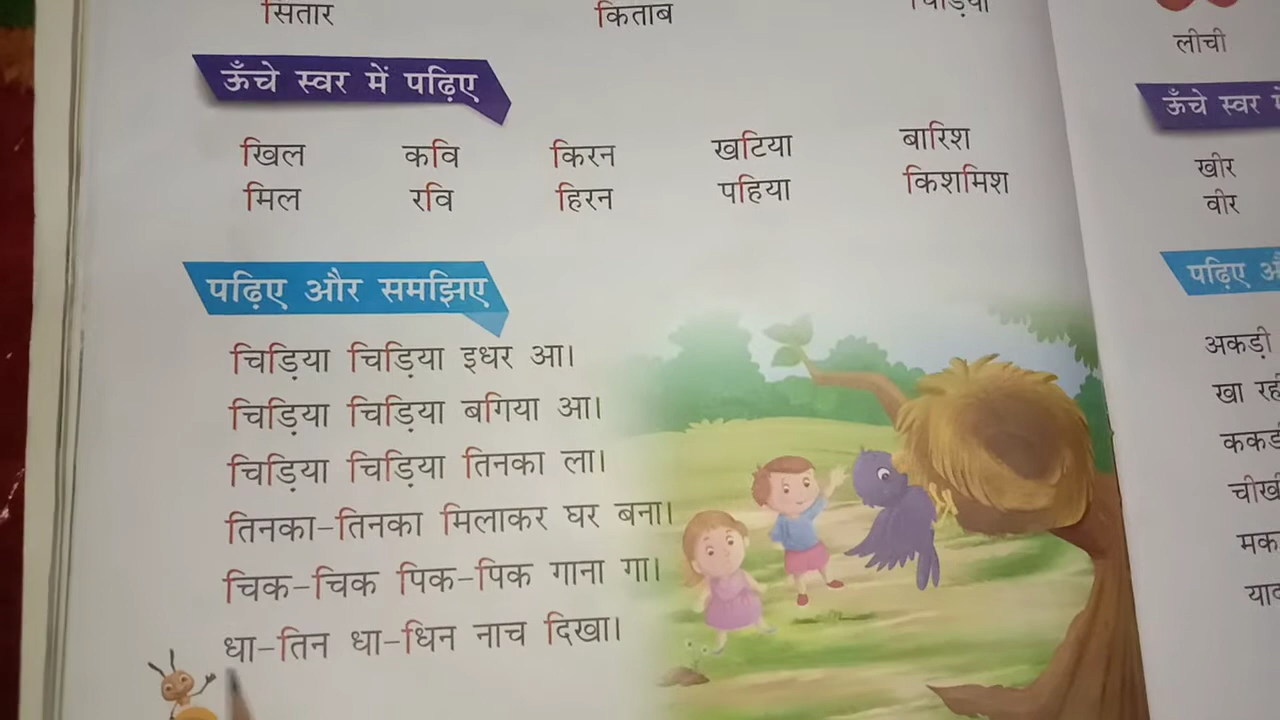 सितार किताब चिड़िया
ऊँचे स्वर में पढ़िए
खिल कवि किरन खटिया बारिश
मिल रवि हिरन पहिया किशमिश
पढ़िए और समझिए
चिड़िया चिड़िया इधर आ।
चिड़िया चिड़िया बगिया आ।
चिड़िया चिड़िया तिनका ला।
तिनका-तिनका मिलाकर घर बना।
चिक-चिक पिक-पिक गाना गा।
धा-तिन धा-धिन नाच दिखा।
लीची
ऊँचे स्वर
खीर
वीर
पढ़िए
अकड़ी
खा